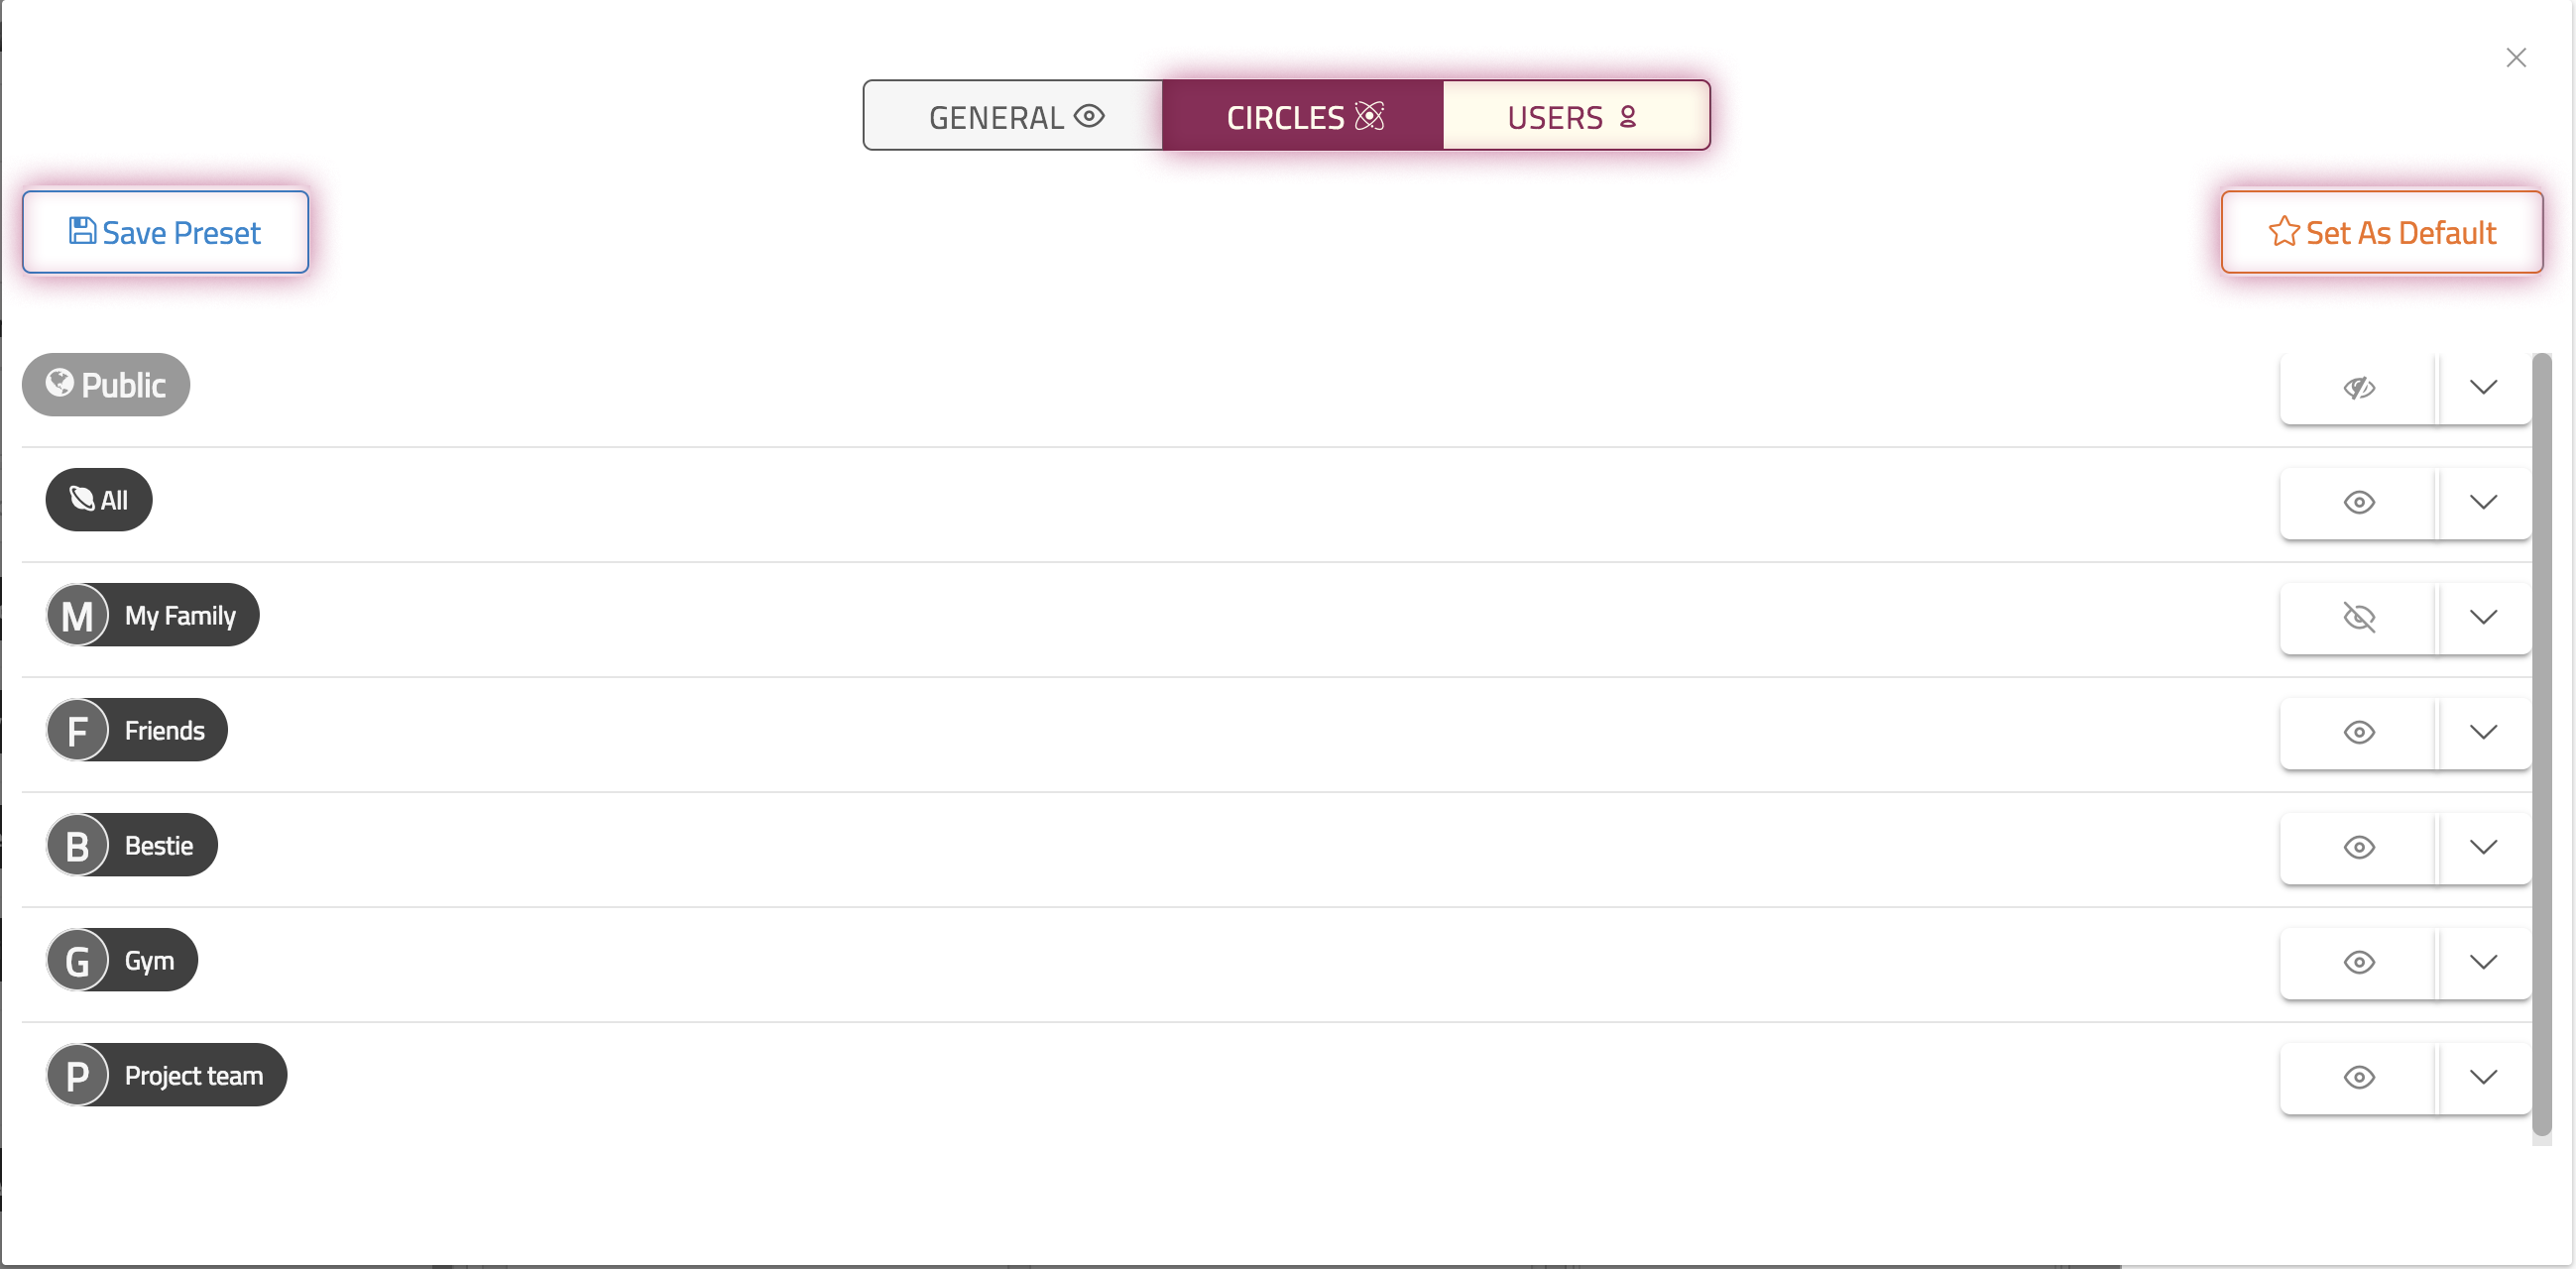 GENERAL
CIRCLES
USERS
Save Preset
Set As Default
Public
All
M My Family
F Friends
B Bestie
G Gym
P Project team